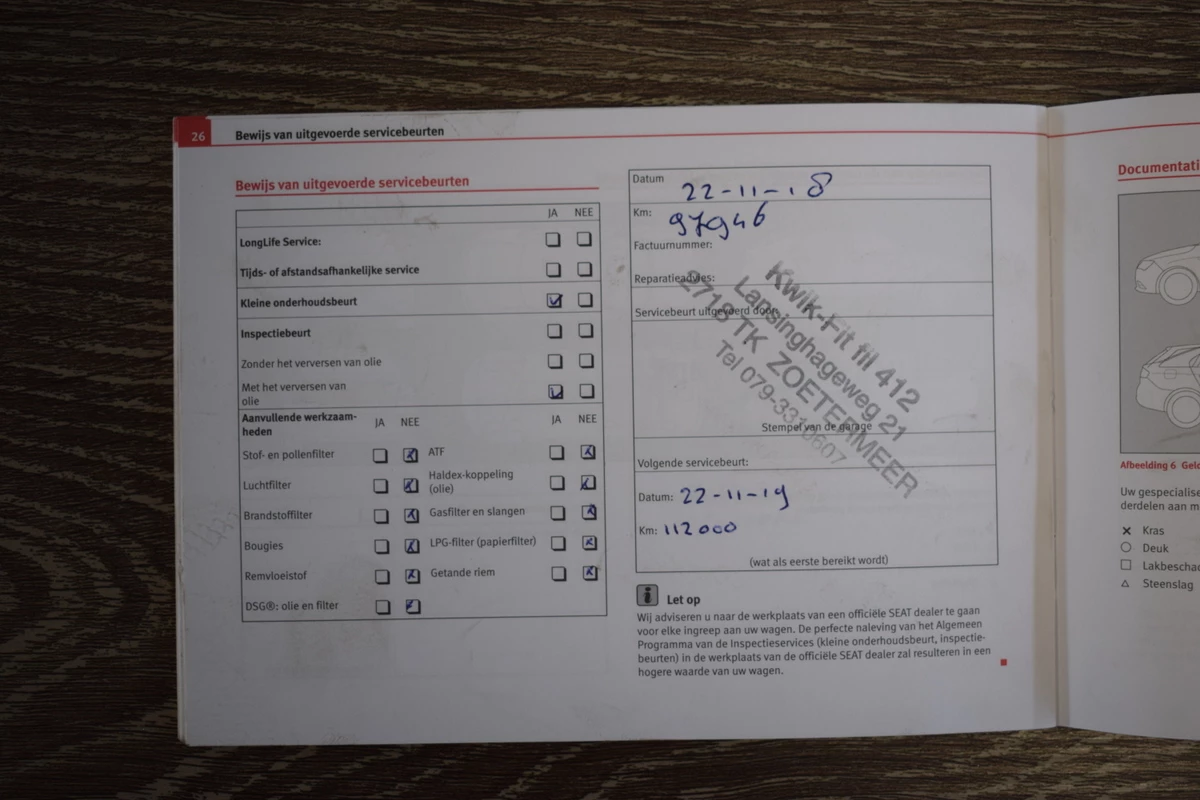 26 Bewijs van uitgevoerde servicebeurten
Bewijs van uitgevoerde servicebeurten
JA NEE
LongLife Service:
Tijds- of afstandsafhankelijke service
Kleine onderhoudsbeurt
Inspectiebeurt
Zonder het verversen van olie
Met het verversen van
olie
Aanvullende werkzaam-
heden
JA NEE
JA NEE
Stof- en pollenfilter
ATF
Luchtfilter
Haldex-koppeling
(olie)
Brandstoffilter
Gasfilter en slangen
Bougies
LPG-filter (papierfilter)
Remvloeistof
Getande riem
DSG®: olie en filter
Datum 22-11-18
Km: 97946
Factuurnummer:
Reparatieadvies:
Servicebeurt uitgevoerd door:
Kwik-Fit fil 412
Lansinghageweg 21
2718 TK ZOETERMEER
Tel 079-
Stempel van de garage
Volgende servicebeurt:
Datum: 22-11-19
Km: 112000
(wat als eerste bereikt wordt)
Let op
Wij adviseren u naar de werkplaats van een officiële SEAT dealer te gaan
voor elke ingreep aan uw wagen. De perfecte naleving van het Algemeen
Programma van de Inspectieservices (kleine onderhoudsbeurt, inspectie-
beurten) in de werkplaats van de officiële SEAT dealer zal resulteren in een
hogere waarde van uw wagen.
Documentati
Afbeelding 6 Geld
Uw gespecialise
derdelen aan m
Kras
Deuk
Lakbescha
Steenslag